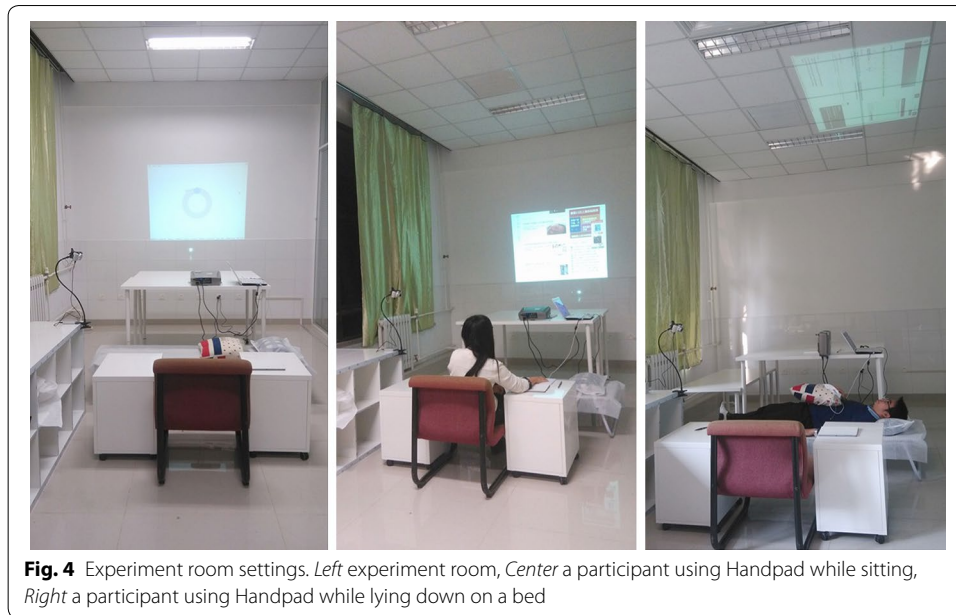 Fig. 4 Experiment room settings. Left experiment room, Center a participant using Handpad while sitting,
Right a participant using Handpad while lying down on a bed